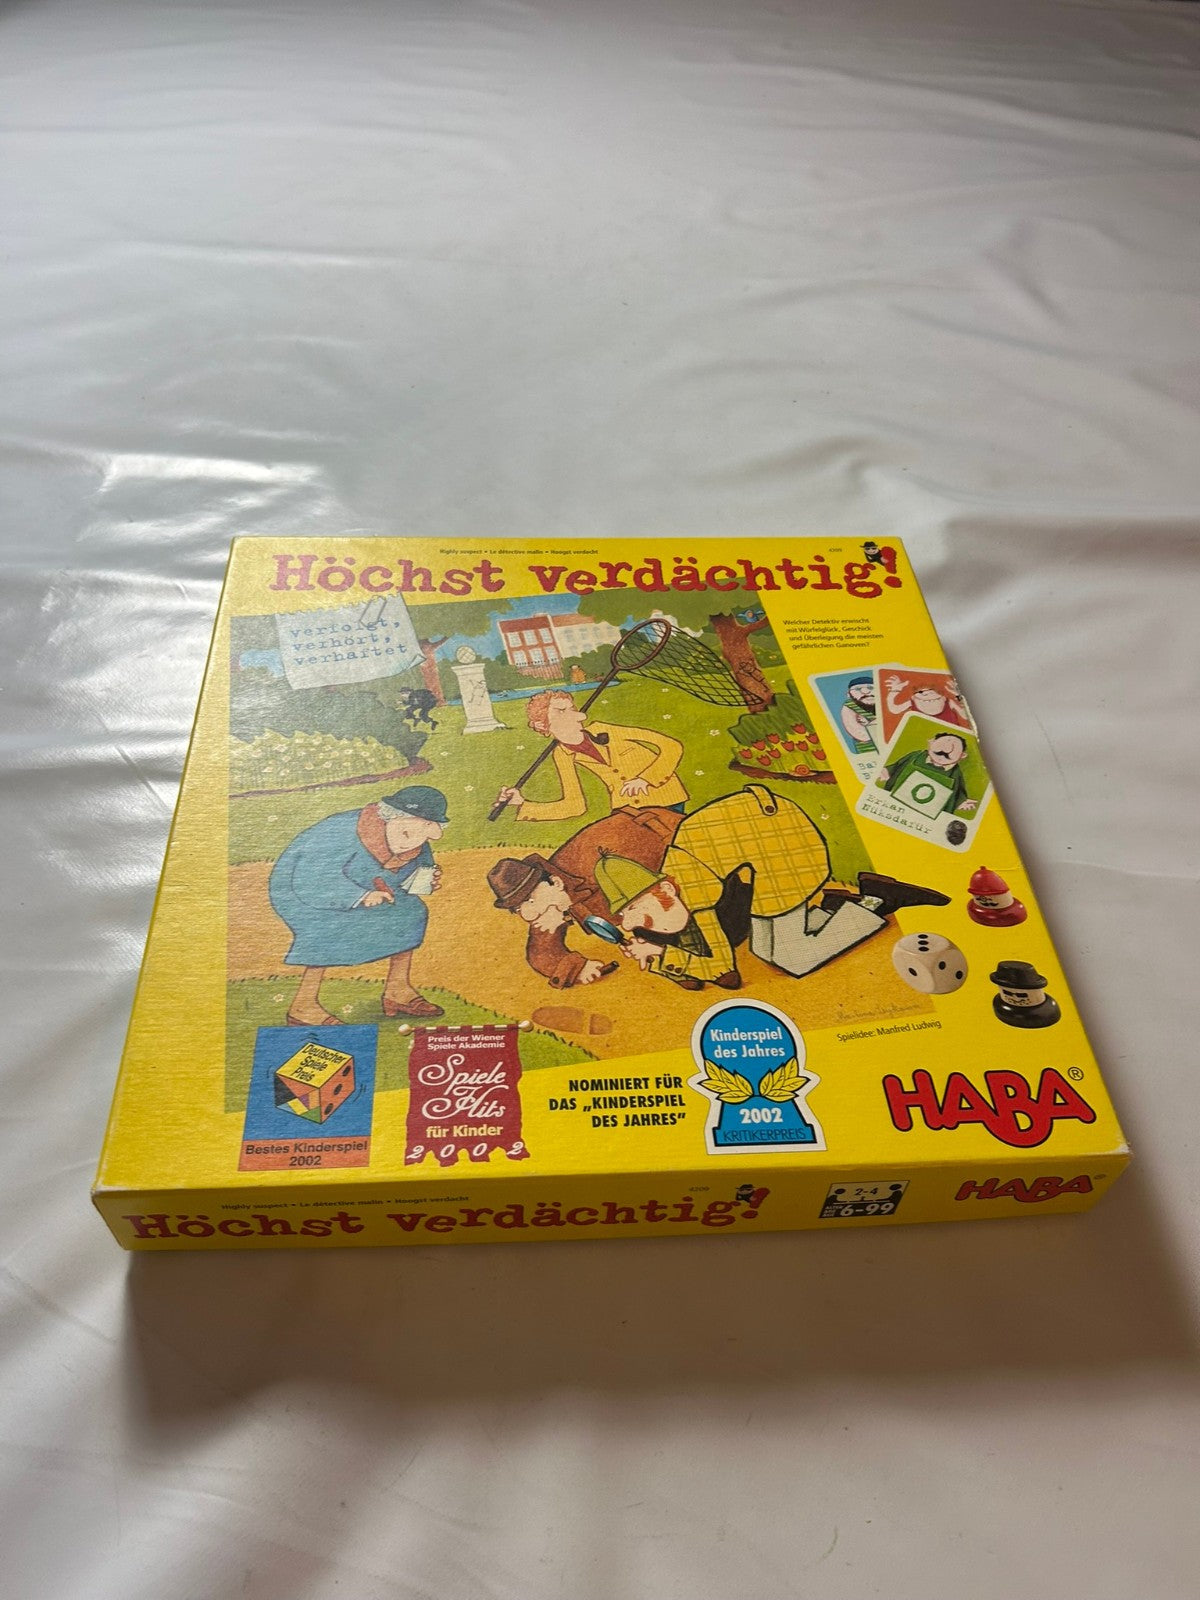 Highly suspect • Le détective malin • Hoogst verdacht
4209
Höchst verdächtig!
verfolgt,
verhört,
verhaftet
Welcher Detektiv erwischt
mit Würfelglück, Geschick
und Überlegung die meisten
gefährlichen Ganoven?
Erman
Nüksdafür
Spielidee: Manfred Ludwig
Deutscher
Spiele
Preis
Bestes Kinderspiel
2002
Preis der Wiener
Spiele Akademie
Spiele
Hits
für Kinder
2002
NOMINIERT FÜR
DAS „KINDERSPIEL
DES JAHRES"
Kinderspiel
des Jahres
2002
KRITIKERPREIS
HABA®
Highly suspect • Le détective malin • Hoogst verdacht
4209
Höchst verdächtig!
2-4
6-99
HABA®